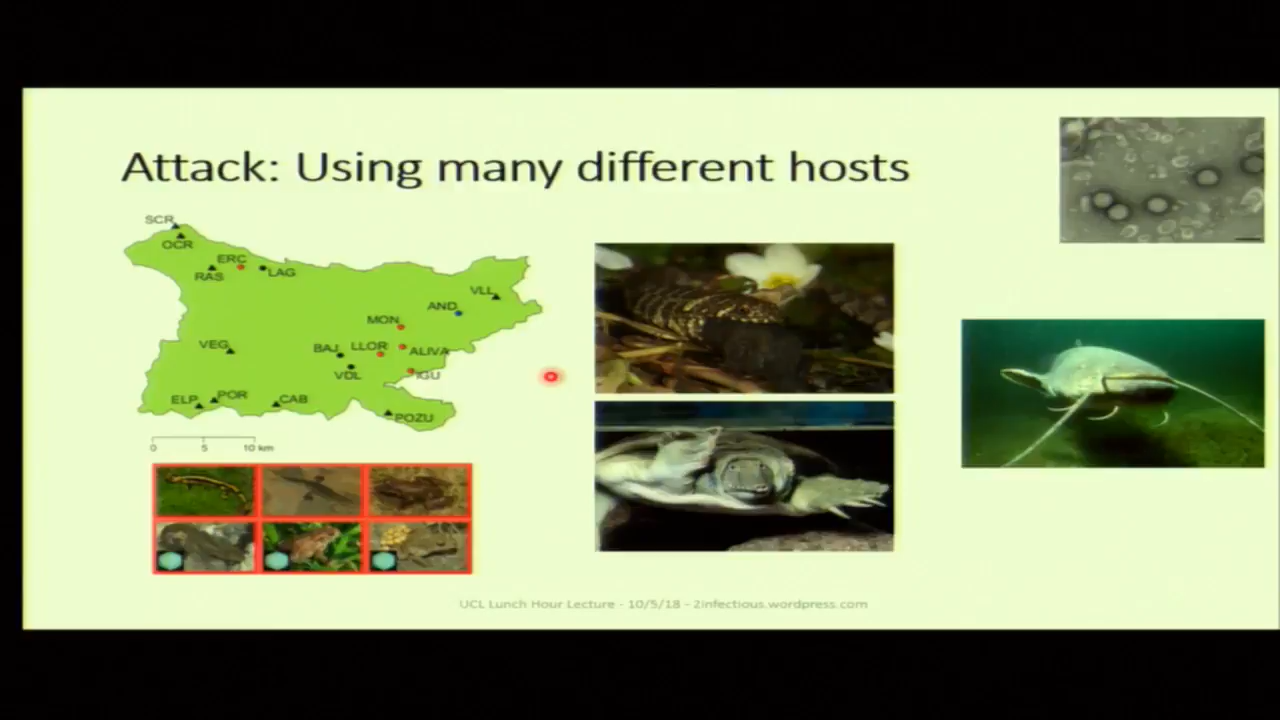 Attack: Using many different hosts
SCR
OCR
ERC
RAS
LAG
VLL
AND
MON
VEG
BAJ
LLOR
ALIVA
VDL
IGU
ELP
POR
CAB
POZU
0 5 10 km
UCL Lunch Hour Lecture - 10/5/18 - 2infectious.wordpress.com